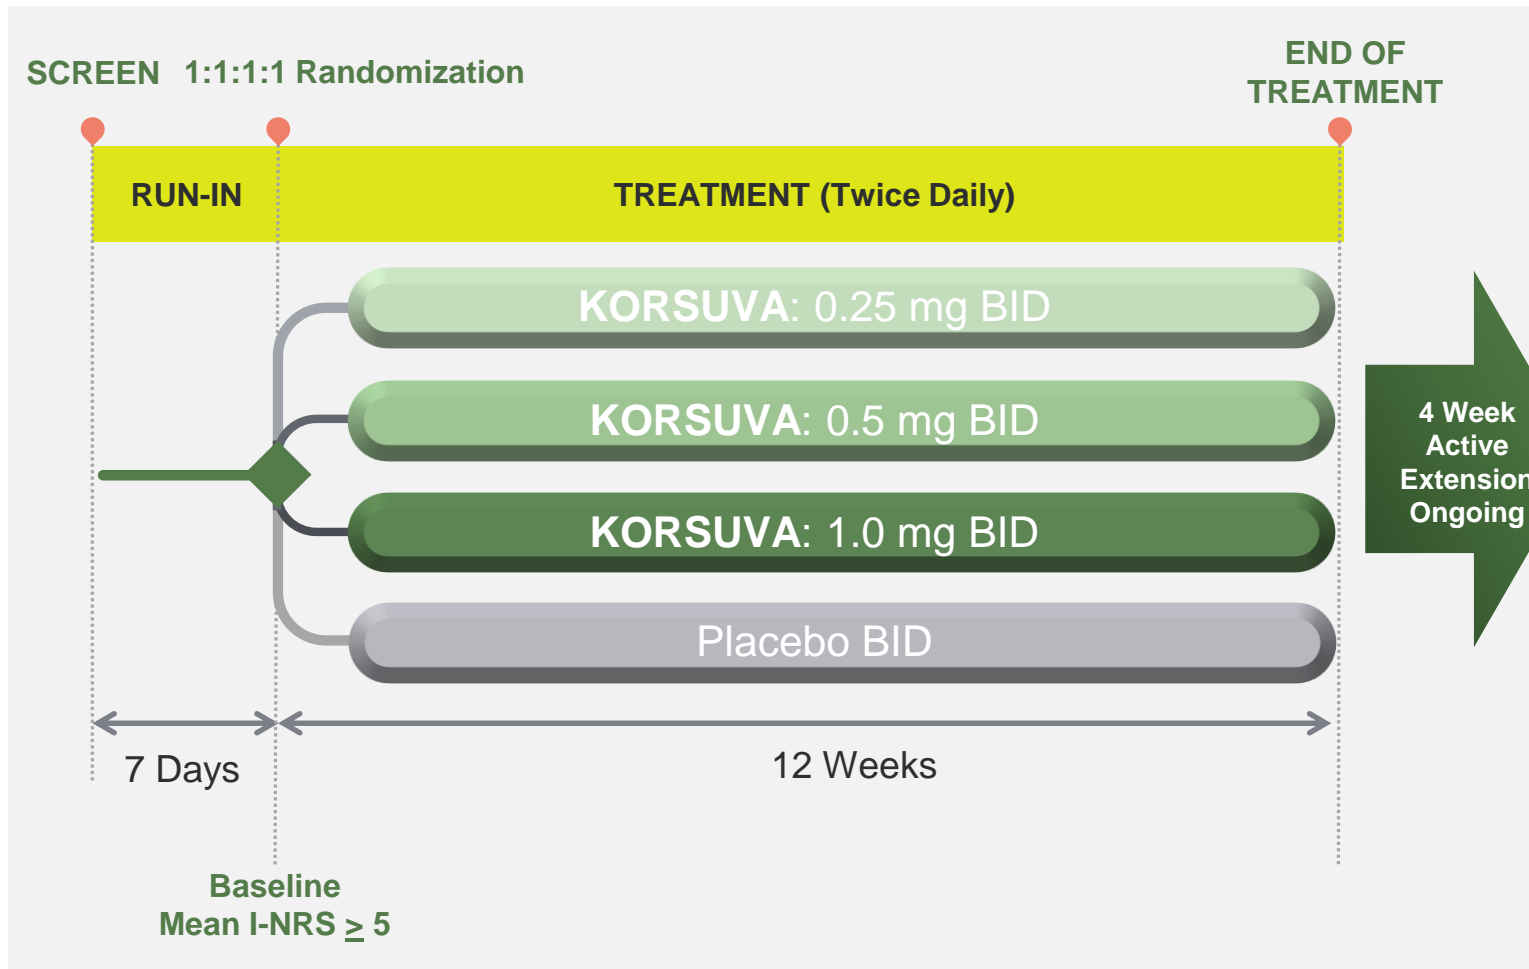 SCREEN
1:1:1:1 Randomization
END OF
TREATMENT
RUN-IN
TREATMENT (Twice Daily)
KORSUVA: 0.25 mg BID
KORSUVA: 0.5 mg BID
KORSUVA: 1.0 mg BID
Placebo BID
4 Week
Active
Extension
Ongoing
7 Days
12 Weeks
Baseline
Mean I-NRS ≥ 5